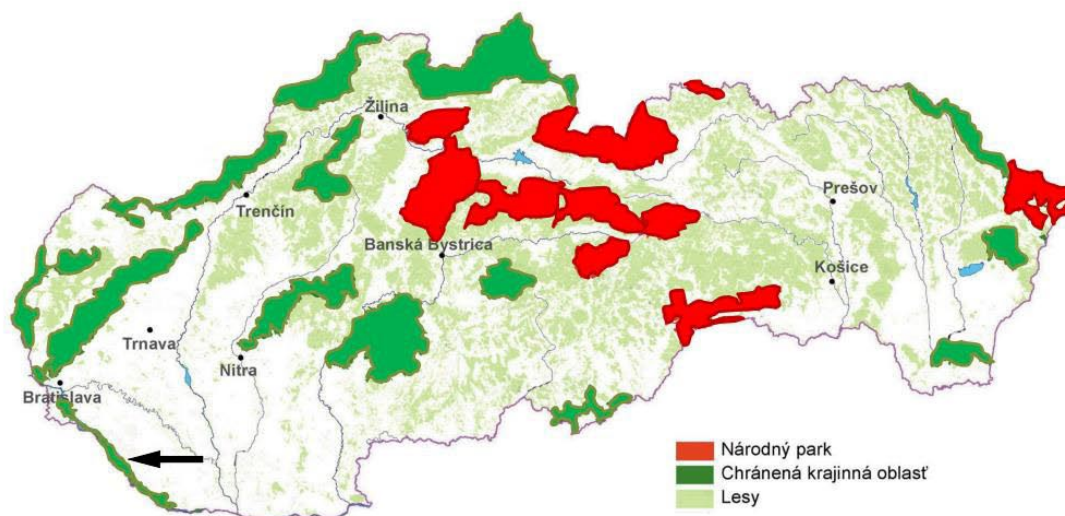 Žilina
Trenčín
Prešov
Banská Bystrica
Košice
Trnava
Nitra
Bratislava
Národný park
Chránená krajinná oblasť
Lesy